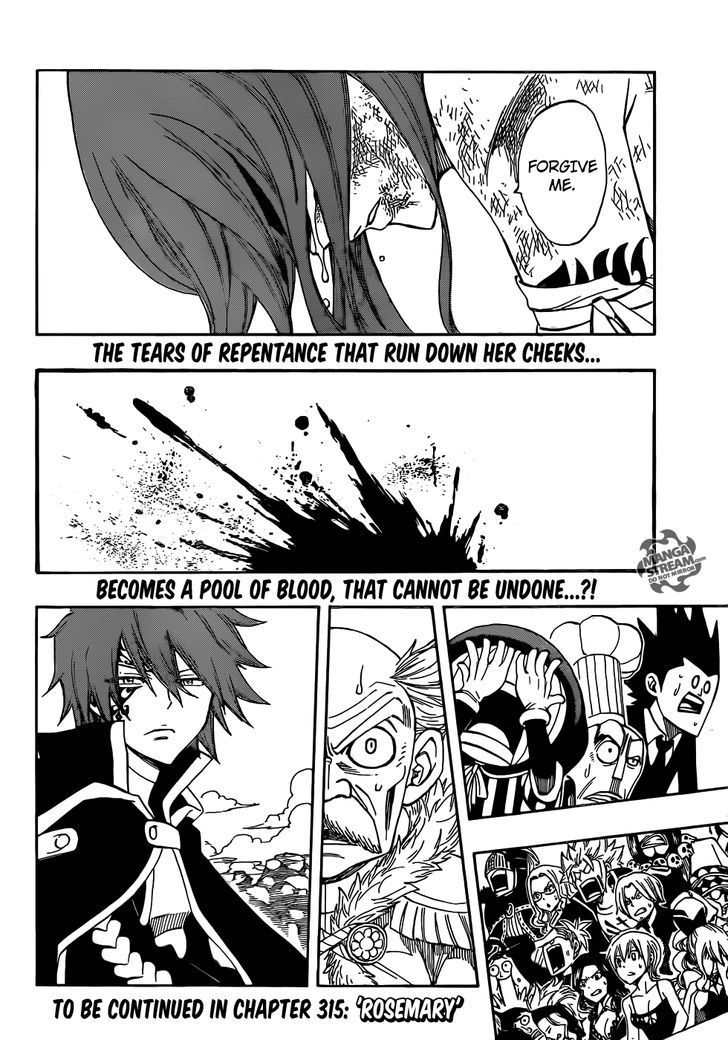 FORGIVE
ME.
THE TEARS OF REPENTANCE THAT RUN DOWN HER CHEEKS...
MANGA
STREAM.com
DO NOT MIRROR
BECOMES A POOL OF BLOOD, THAT CANNOT BE UNDONE...?!
TO BE CONTINUED IN CHAPTER 315: 'ROSEMARY'